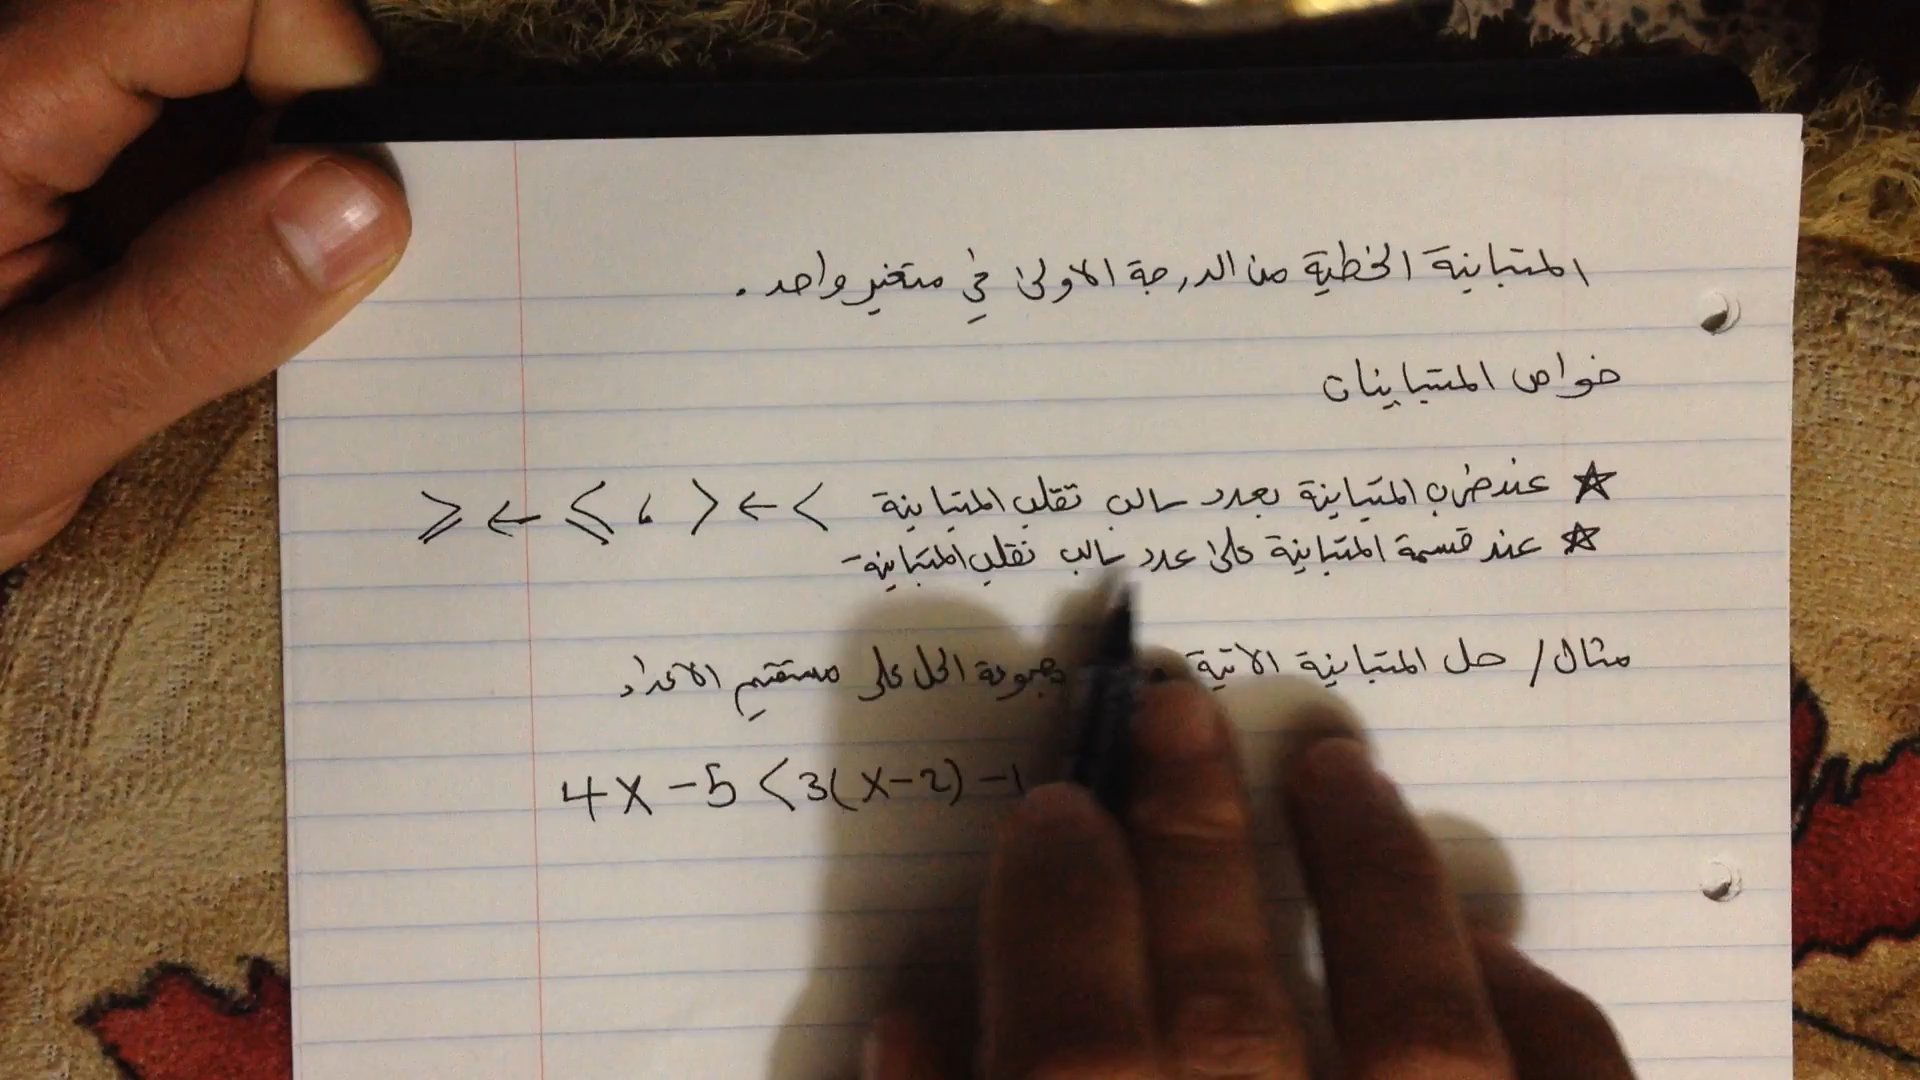 المتباينة الخطية من الدرجة الاولى في متغير واحد .
خواص المتباينات
☆ عند ضرب المتباينة بعدد سالب تقلب المتباينة < ← > ، ≤ ← ≥
☆ عند قسمة المتباينة على عدد سالب تقلب المتباينة
مثال / حل المتباينة الاتية مجموعة الحل على مستقيم الاعداد
4x - 5 < 3(x-2) -1